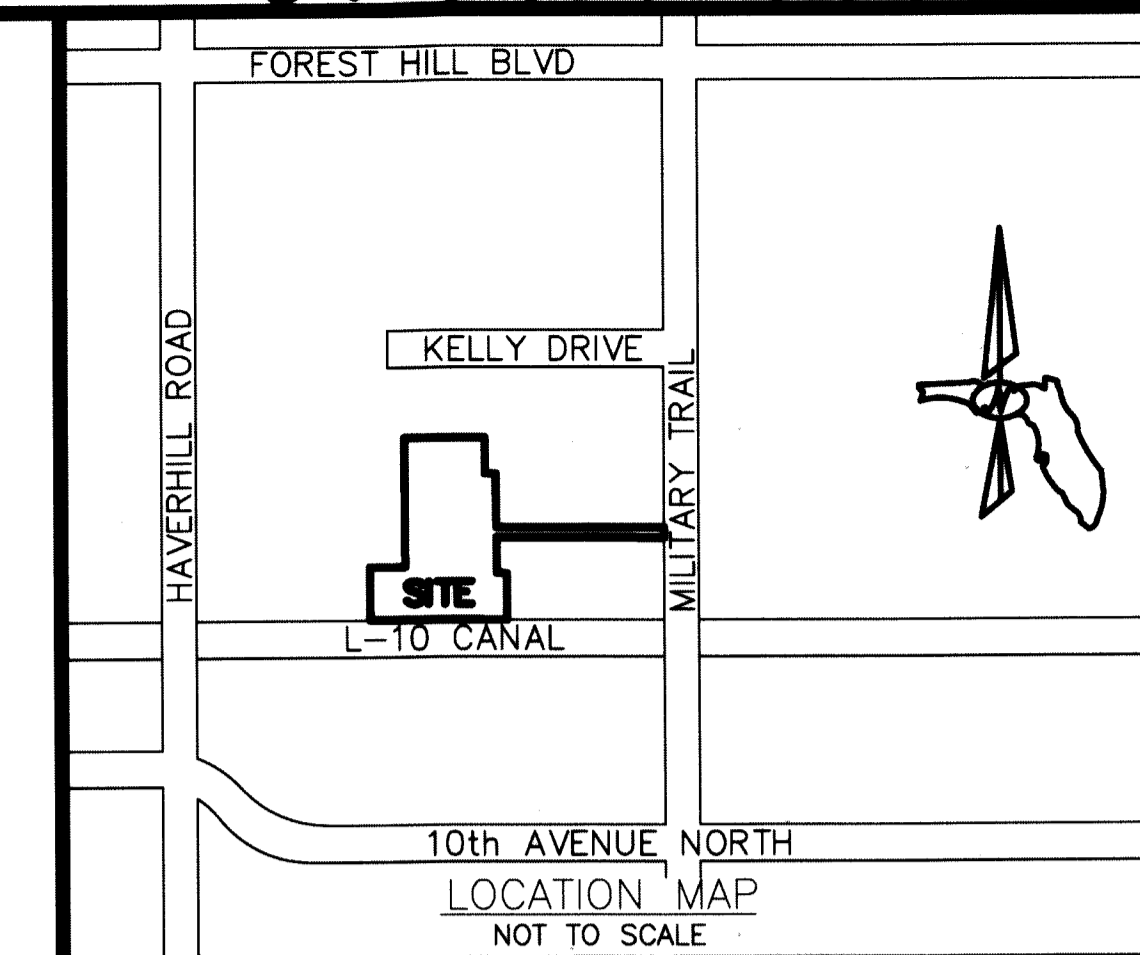 FOREST HILL BLVD
HAVERHILL ROAD
KELLY DRIVE
MILITARY TRAIL
N
SITE
L-10 CANAL
10th AVENUE NORTH
LOCATION MAP
NOT TO SCALE